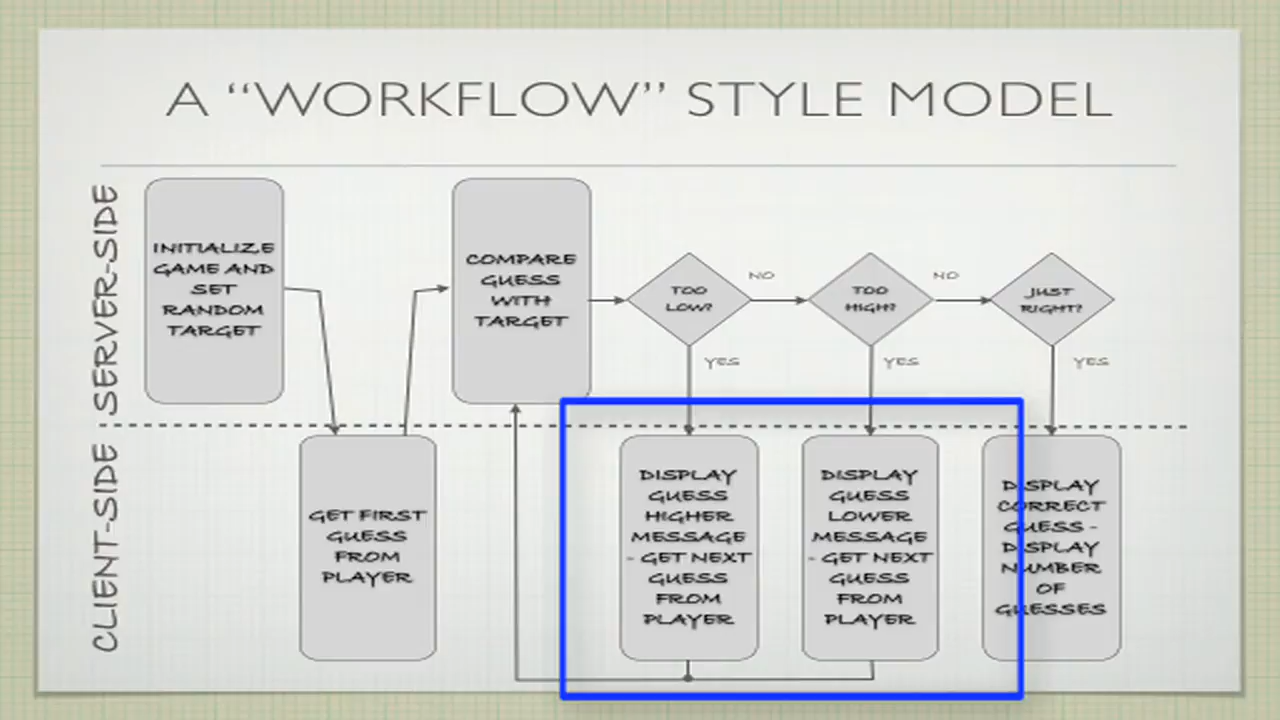 A “WORKFLOW” STYLE MODEL
SERVER-SIDE
INITIALIZE
GAME AND
SET
RANDOM
TARGET
COMPARE
GUESS
WITH
TARGET
TOO
LOW?
NO
TOO
HIGH?
NO
JUST
RIGHT?
YES
YES
YES
CLIENT-SIDE
GET FIRST
GUESS
FROM
PLAYER
DISPLAY
GUESS
HIGHER
MESSAGE
- GET NEXT
GUESS
FROM
PLAYER
DISPLAY
GUESS
LOWER
MESSAGE
- GET NEXT
GUESS
FROM
PLAYER
DISPLAY
CORRECT
GUESS -
DISPLAY
NUMBER
OF
GUESSES